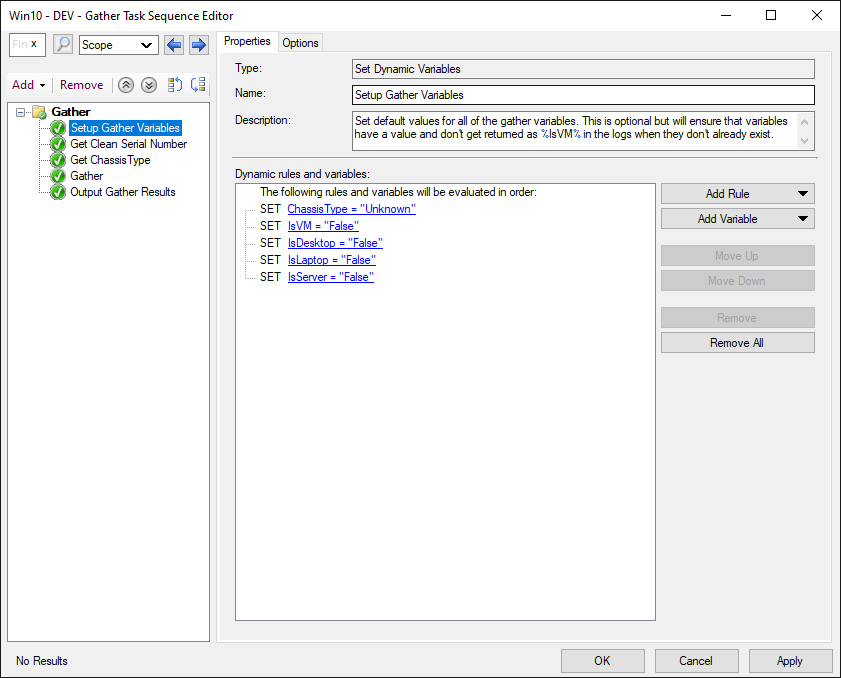 Win10 - DEV - Gather Task Sequence Editor
Fin x
Scope
Properties
Options
Add
Remove
Gather
Setup Gather Variables
Get Clean Serial Number
Get ChassisType
Gather
Output Gather Results
Type:
Set Dynamic Variables
Name:
Setup Gather Variables
Description:
Set default values for all of the gather variables. This is optional but will ensure that variables
have a value and don't get returned as %IsVM% in the logs when they don't already exist.
Dynamic rules and variables:
The following rules and variables will be evaluated in order:
SET ChassisType = "Unknown"
SET IsVM = "False"
SET IsDesktop = "False"
SET IsLaptop = "False"
SET IsServer = "False"
Add Rule
Add Variable
Move Up
Move Down
Remove
Remove All
No Results
OK
Cancel
Apply